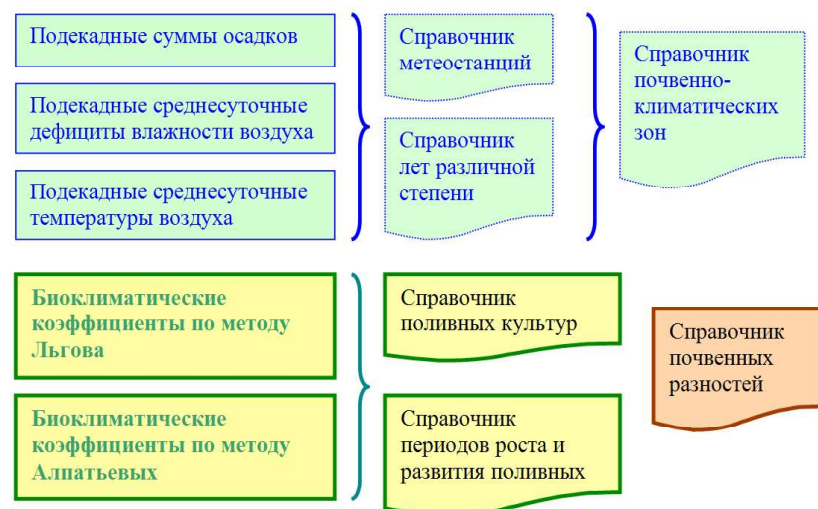 Подекадные суммы осадков
Подекадные среднесуточные
дефициты влажности воздуха
Подекадные среднесуточные
температуры воздуха
Справочник
метеостанций
Справочник
лет различной
степени
Справочник
почвенно-
климатических
зон
Биоклиматические
коэффициенты по методу
Льгова
Биоклиматические
коэффициенты по методу
Алпатьевых
Справочник
поливных культур
Справочник
периодов роста и
развития поливных
Справочник
почвенных
разностей